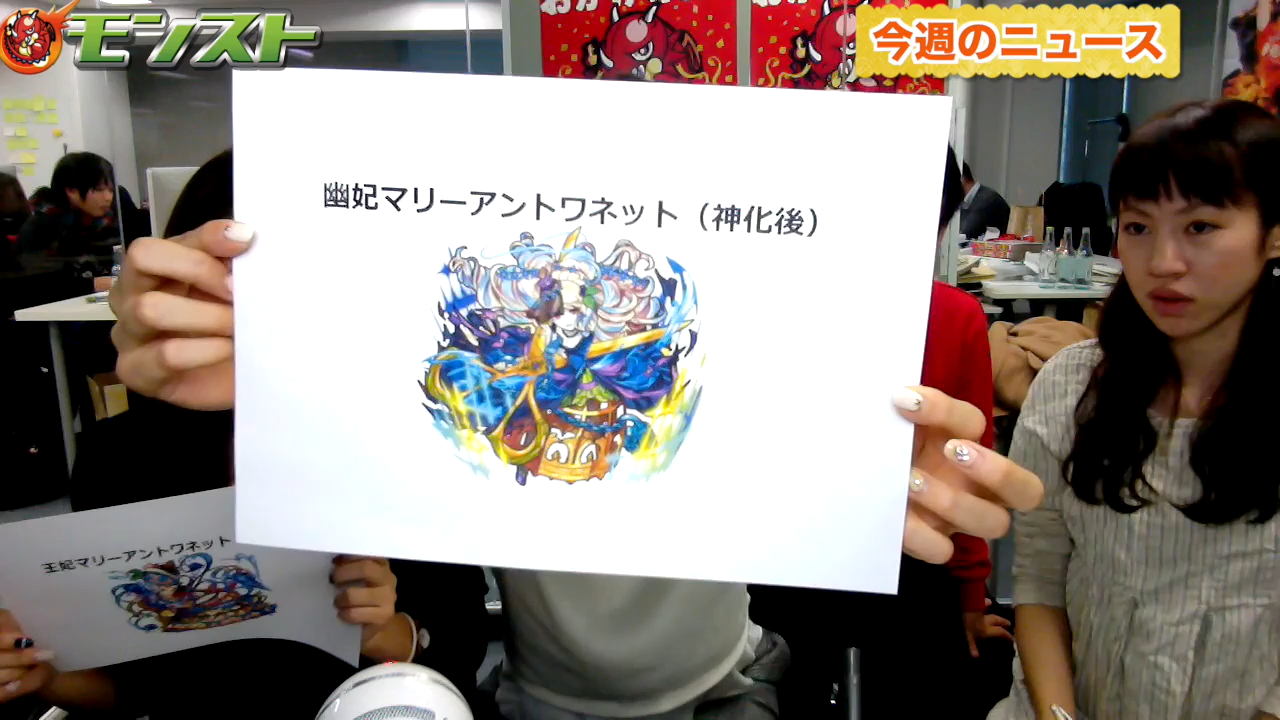 モンスト
今週のニュース
幽妃マリーアントワネット（神化後）
王妃マリーアントワネット